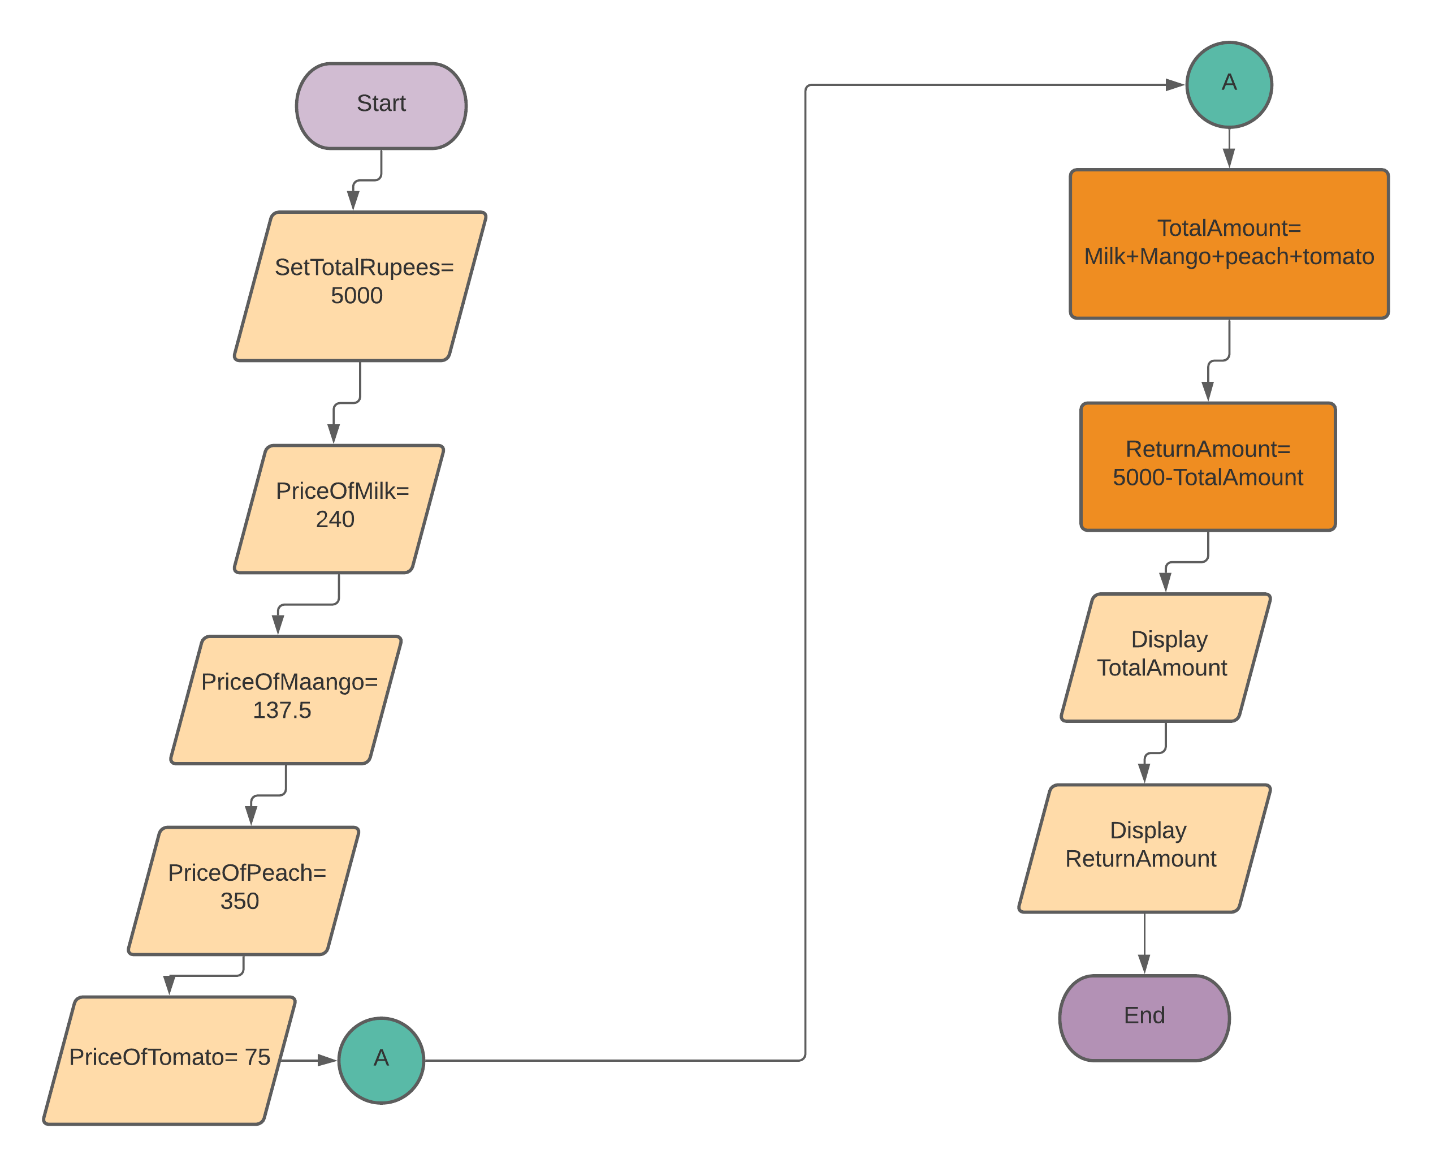 Start
SetTotalRupees=
5000
PriceOfMilk=
240
PriceOfMaango=
137.5
PriceOfPeach=
350
PriceOfTomato= 75
A
A
TotalAmount=
Milk+Mango+peach+tomato
ReturnAmount=
5000-TotalAmount
Display
TotalAmount
Display
ReturnAmount
End